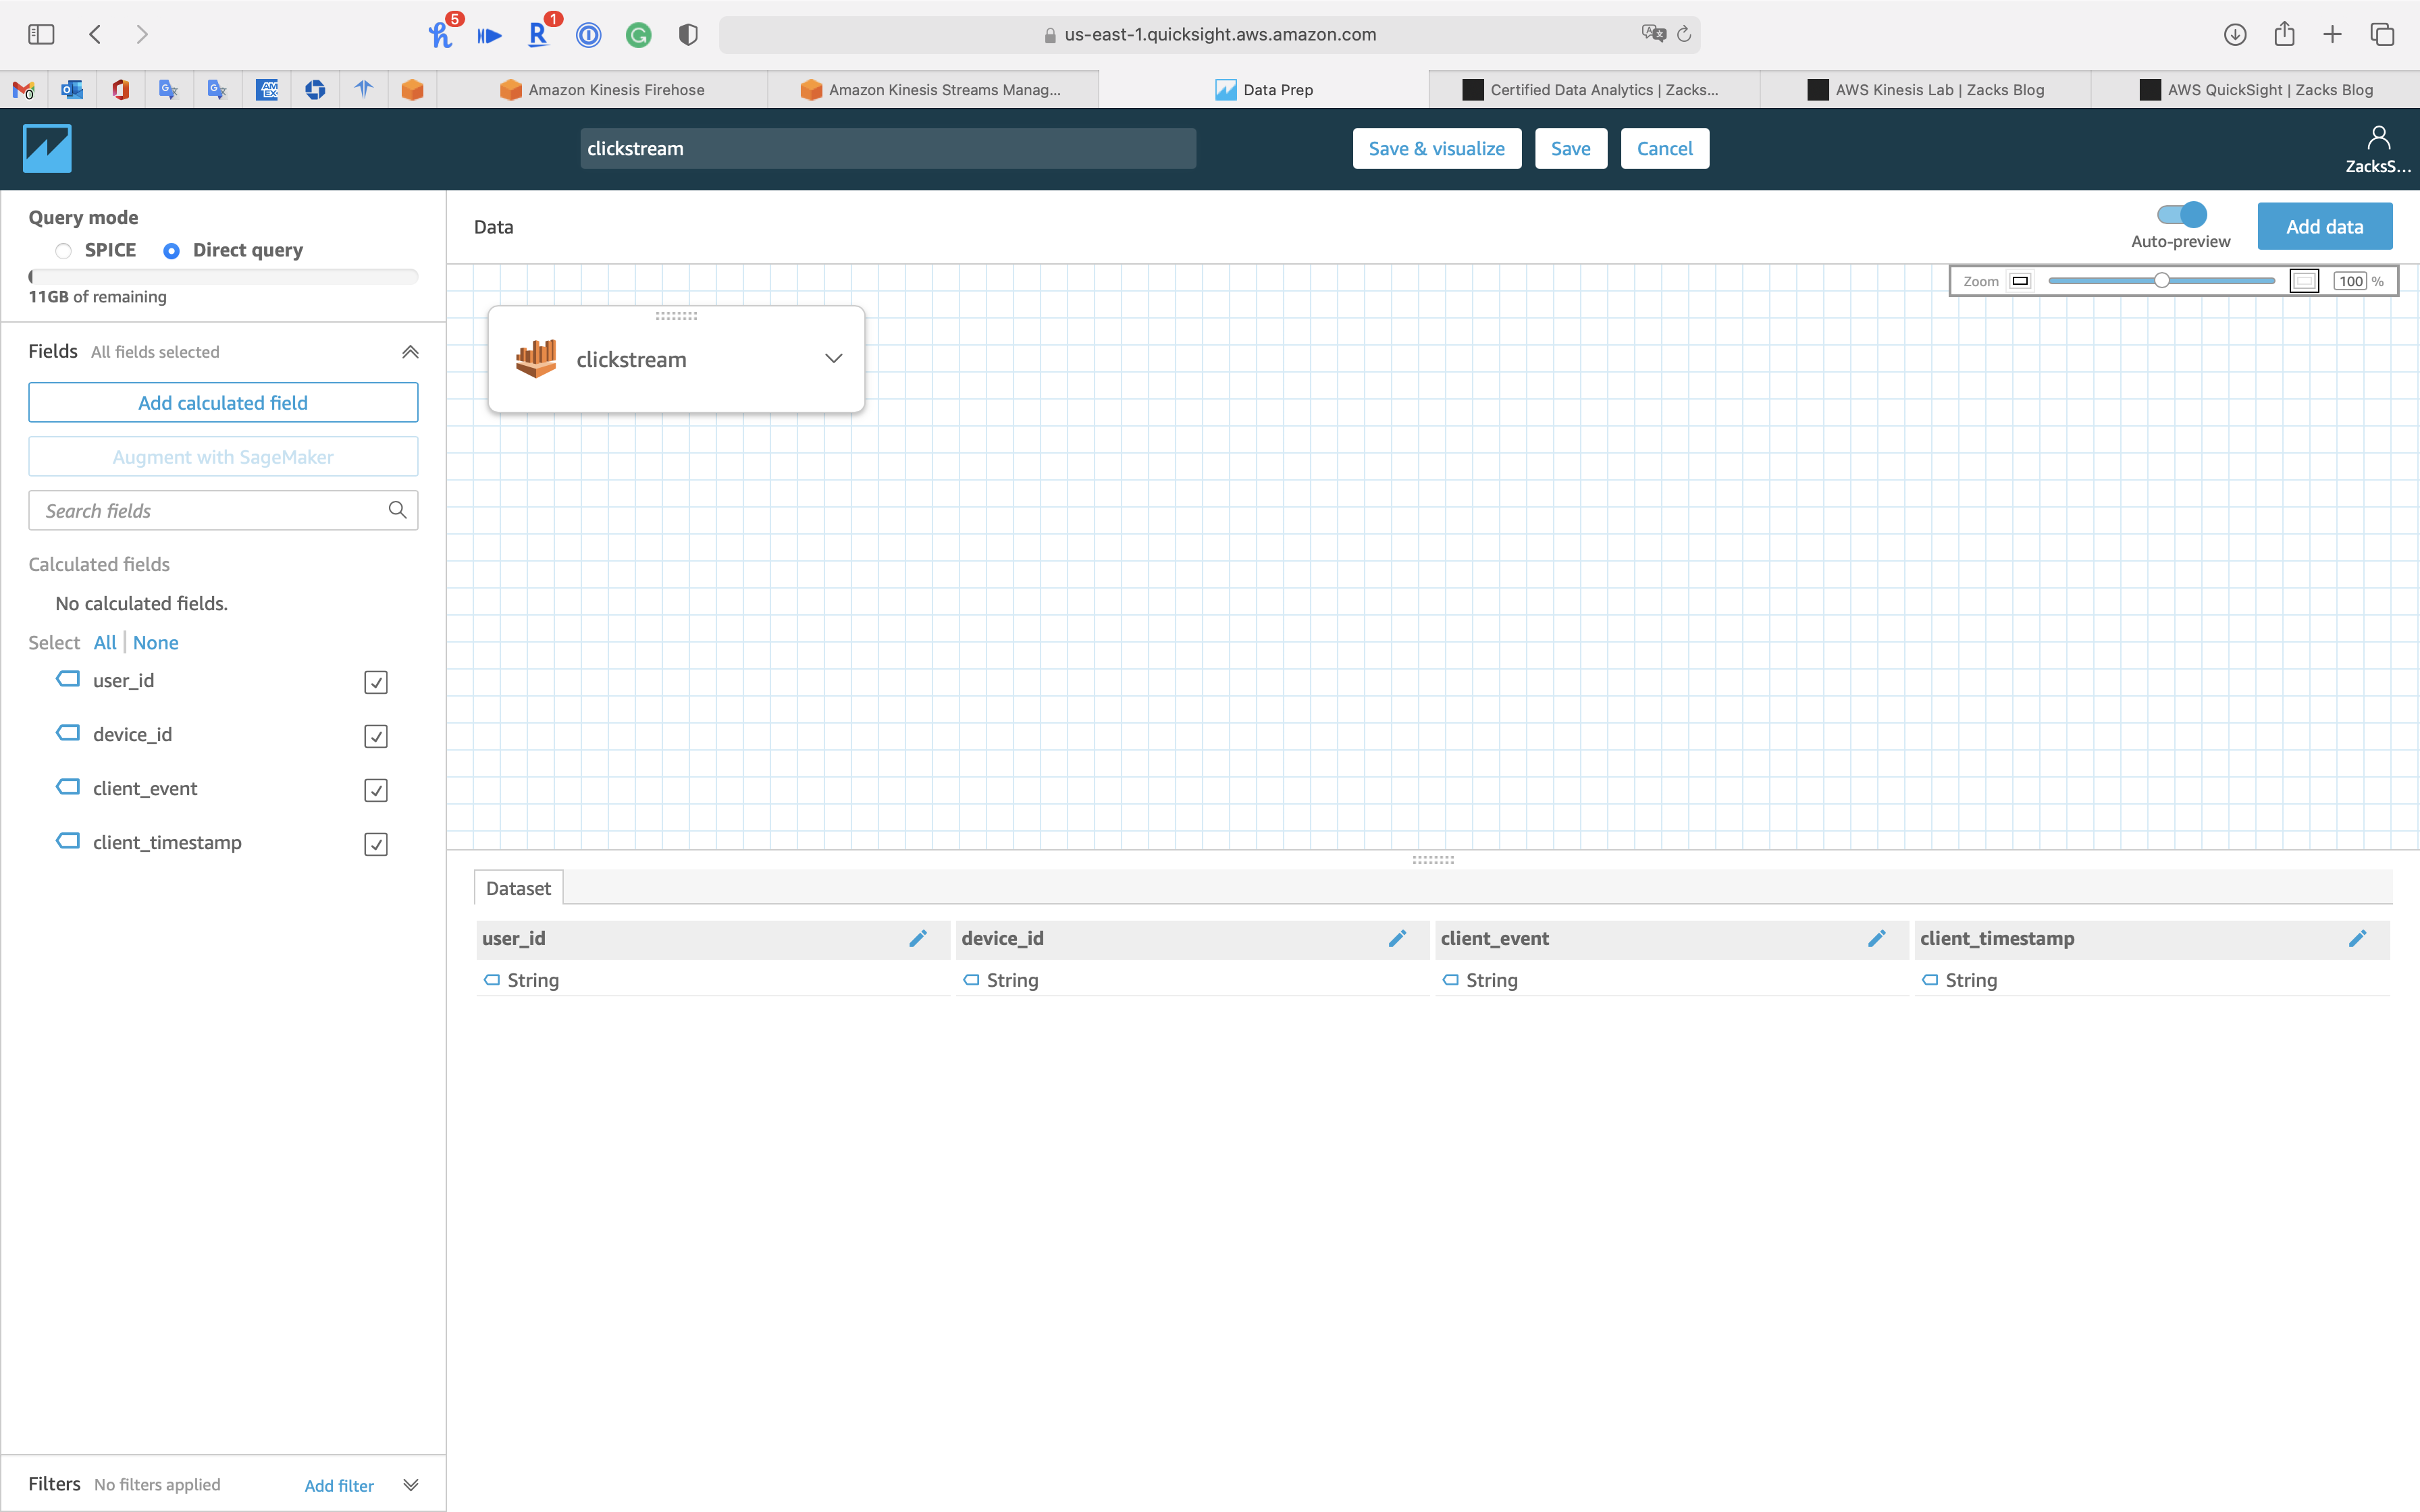 5
1
us-east-1.quicksight.aws.amazon.com
Amazon Kinesis Firehose
Amazon Kinesis Streams Manag...
Data Prep
Certified Data Analytics | Zacks...
AWS Kinesis Lab | Zacks Blog
AWS QuickSight | Zacks Blog
clickstream
Save & visualize
Save
Cancel
ZacksS...
Query mode
SPICE
Direct query
11GB of remaining
Data
Auto-preview
Add data
Zoom
100 %
Fields All fields selected
Add calculated field
Augment with SageMaker
Search fields
Calculated fields
No calculated fields.
Select All | None
user_id
device_id
client_event
client_timestamp
clickstream
Dataset
user_id device_id client_event client_timestamp
String String String String
Filters No filters applied Add filter